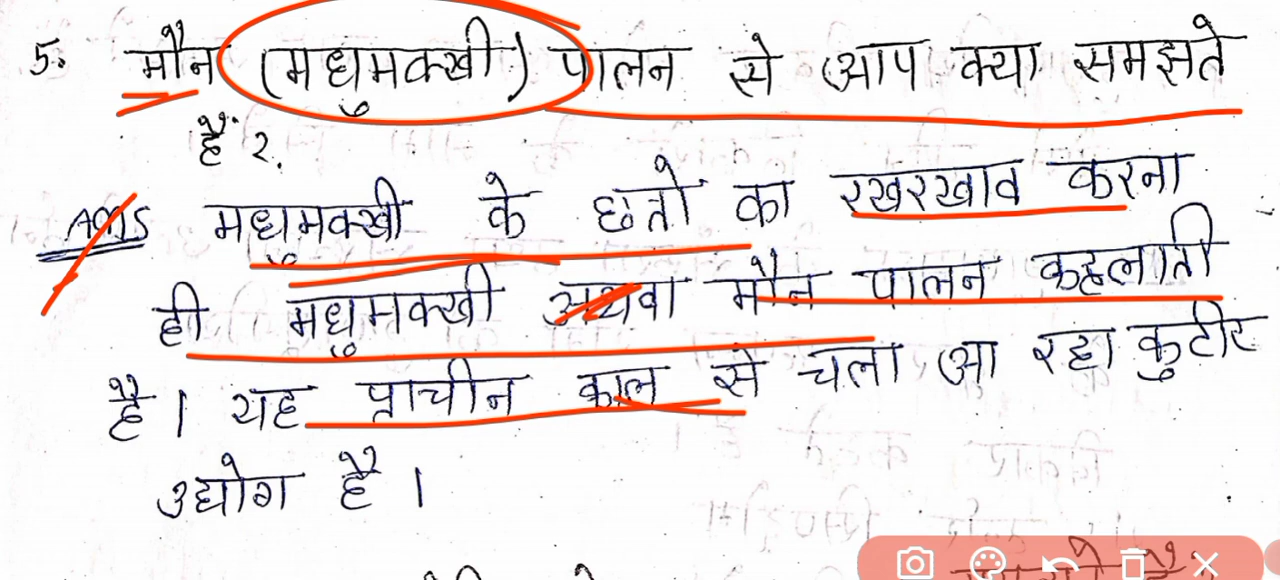 5. मौन (मधुमक्खी) पालन से आप क्या समझते
हैं ?
Ans मधुमक्खी के छतो का रखरखाव करना
ही मधुमक्खी अथवा मौन पालन कहलाती
है । यह प्राचीन काल से चला आ रहा कुटीर
उद्योग है ।